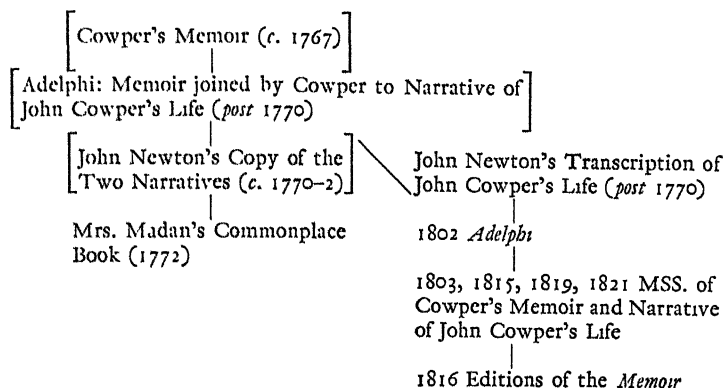 [Cowper's Memoir (c. 1767)]
[Adelphi: Memoir joined by Cowper to Narrative of
John Cowper's Life (post 1770)]
[John Newton's Copy of the
Two Narratives (c. 1770-2)]
Mrs. Madan's Commonplace
Book (1772)
John Newton's Transcription of
John Cowper's Life (post 1770)
1802 Adelphi
1803, 1815, 1819, 1821 MSS. of
Cowper's Memoir and Narrative
of John Cowper's Life
1816 Editions of the Memoir